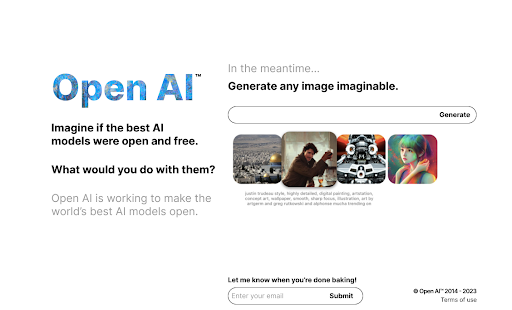 Open AI™
Imagine if the best AI
models were open and free.
What would you do with them?
Open AI is working to make the
world's best AI models open.
In the meantime...
Generate any image imaginable.
Generate
justin trudeau style, highly detailed, digital painting, artstation,
concept art, wallpaper, smooth, sharp focus, illustration, art by
artgerm and greg rutkowski and alphonse mucha trending on
Let me know when you're done baking!
Enter your email
Submit
© Open AI™ 2014 - 2023
Terms of use